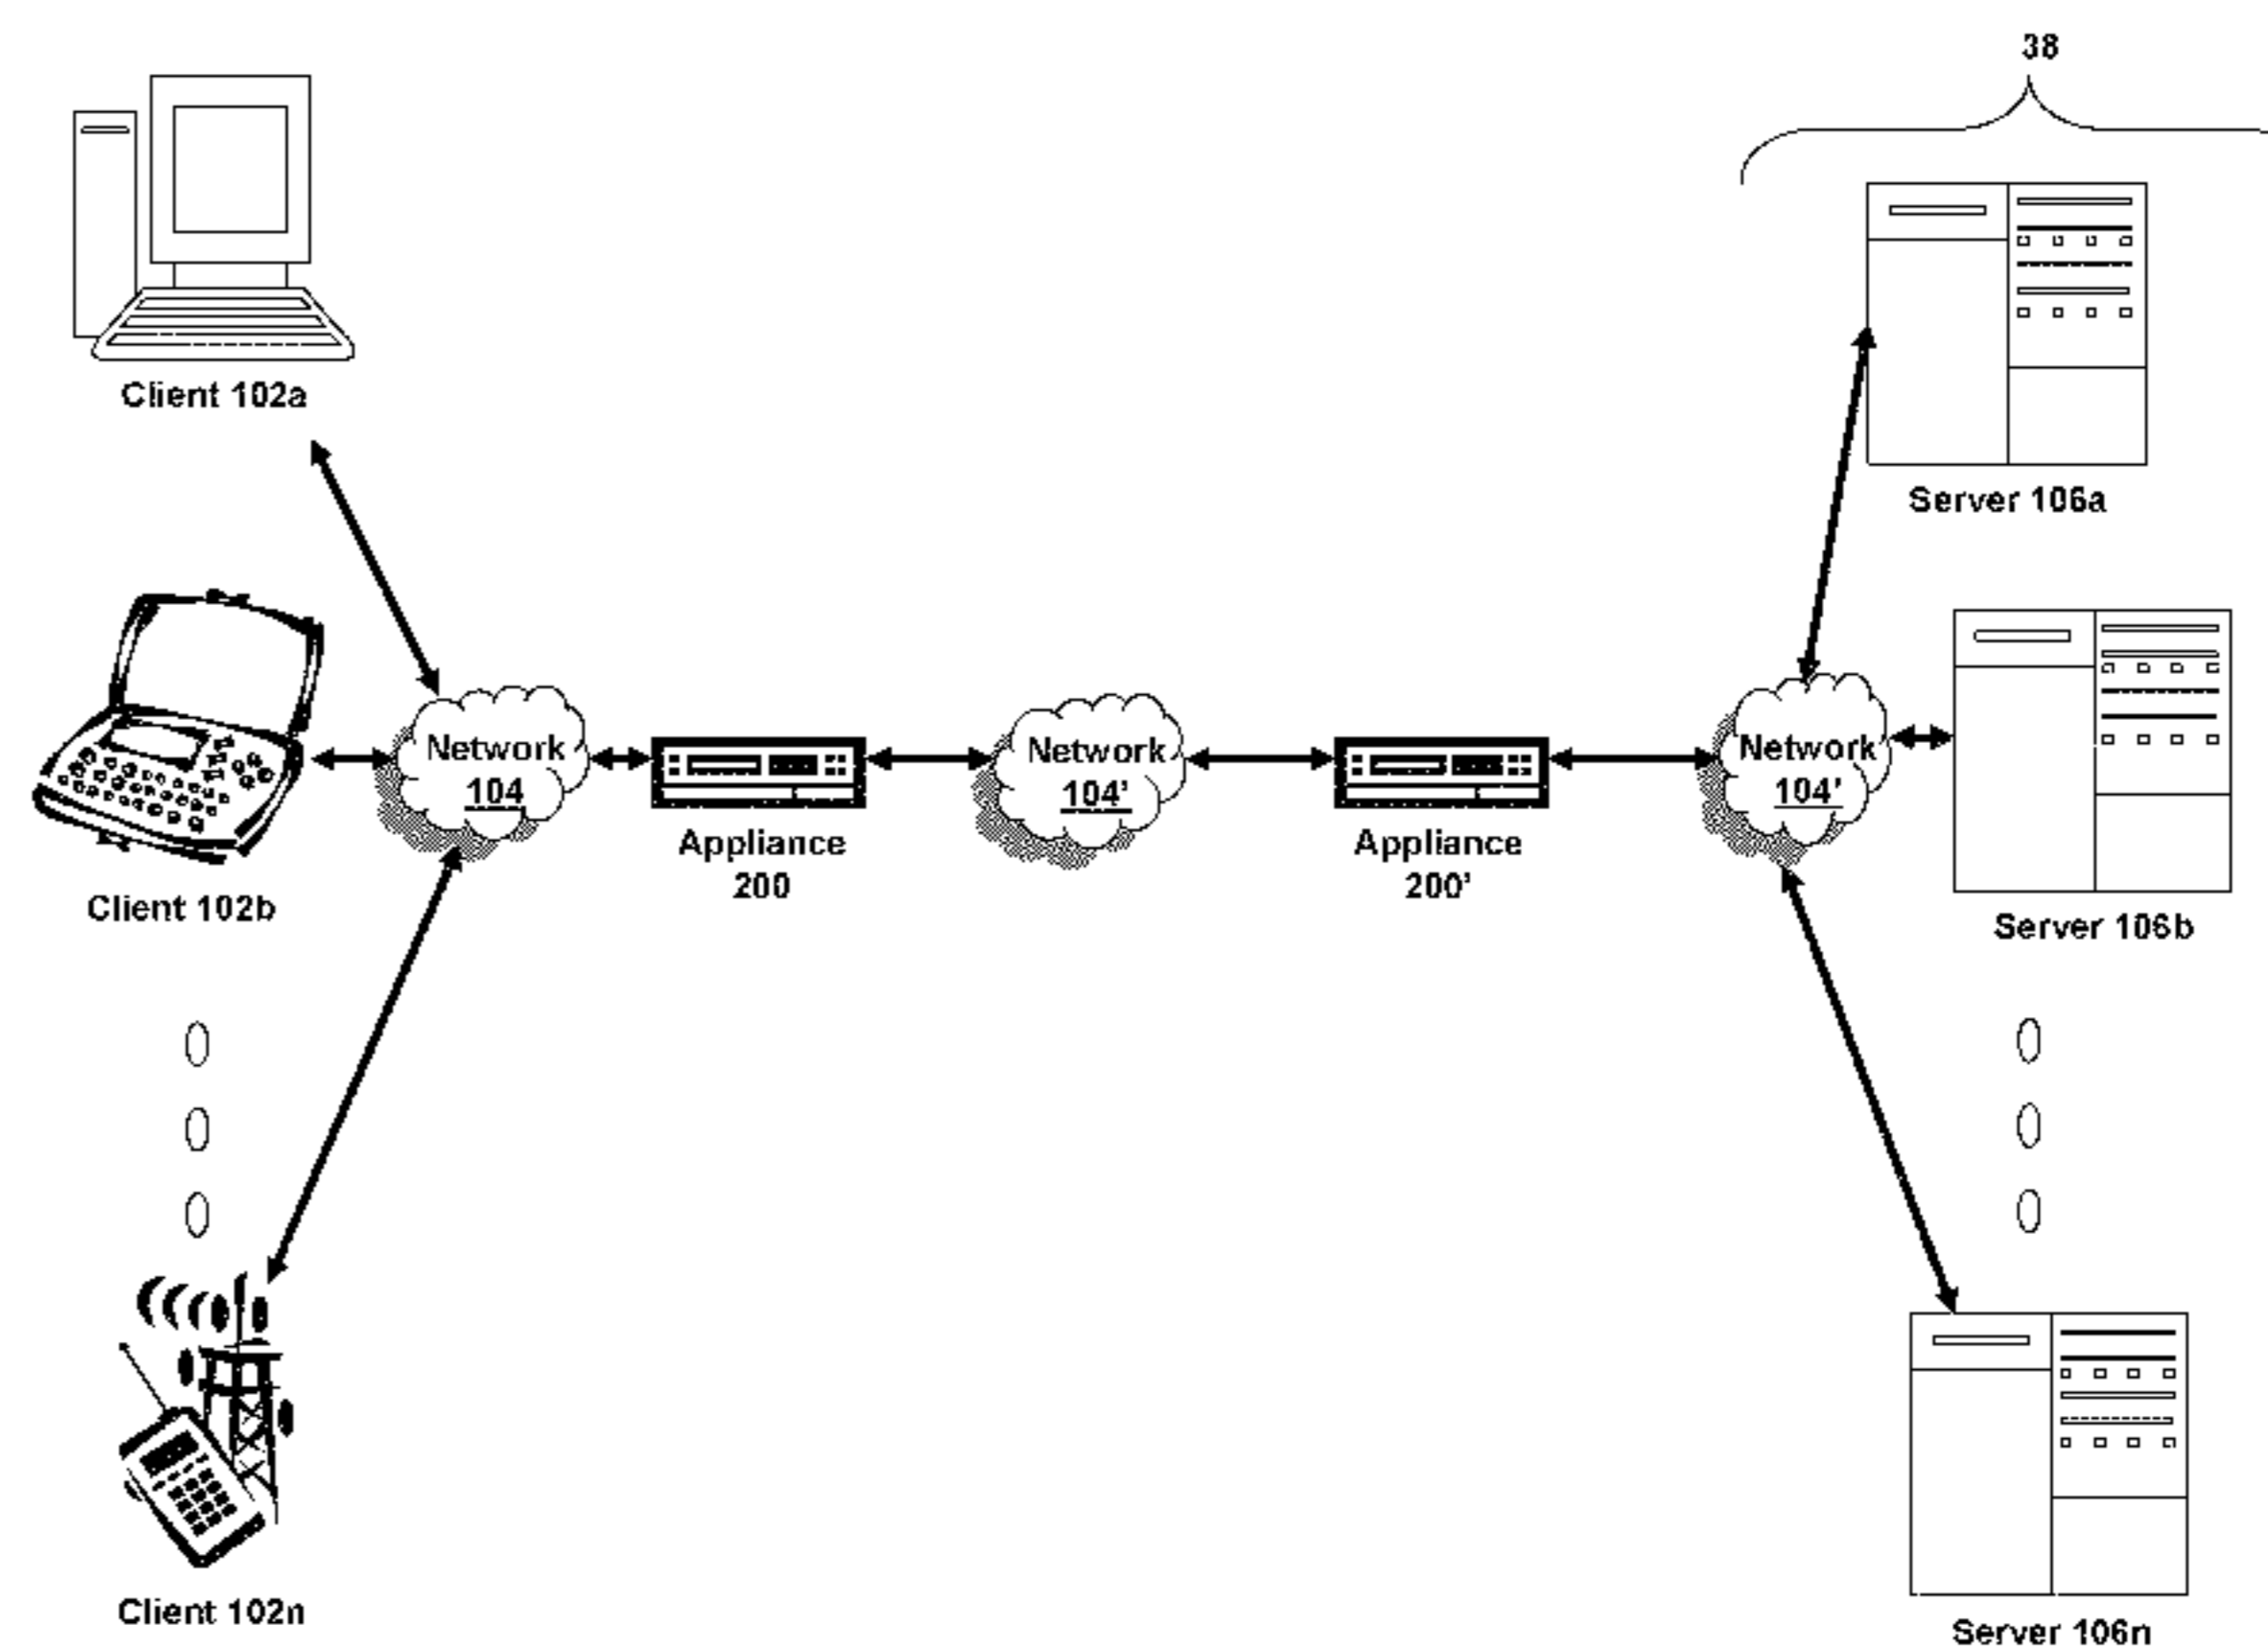 38
Client 102a
Server 106a
Network
104
Appliance
200
Network
104'
Appliance
200'
Network
104'
Client 102b
Server 106b
Client 102n
Server 106n